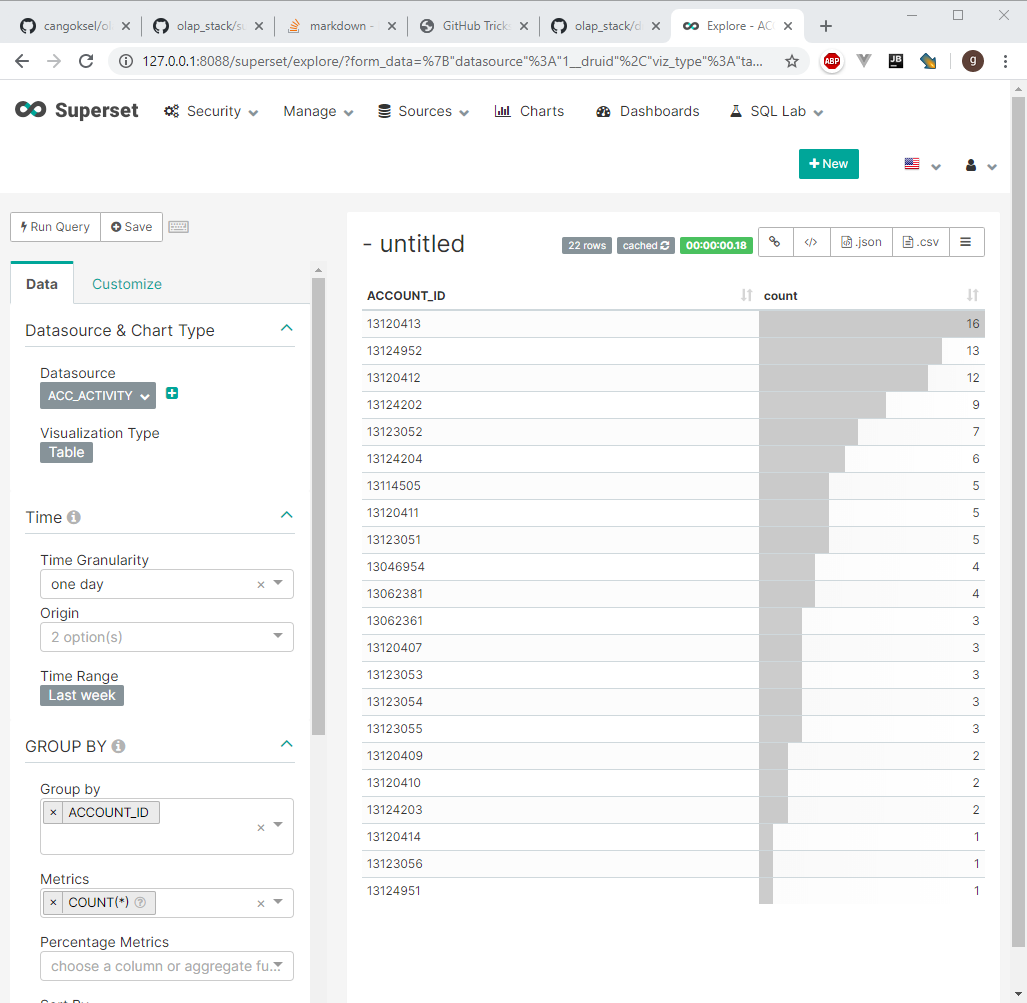 cangoksel/ol
olap_stack/su
markdown -
GitHub Tricks
olap_stack/d
Explore - AC
127.0.0.1:8088/superset/explore/?form_data=%7B"datasource"%3A"1__druid"%2C"viz_type"%3A"ta...
ABP
JB
g
Superset
Security
Manage
Sources
Charts
Dashboards
SQL Lab
New
Run Query
Save
- untitled
22 rows
cached
00:00:00.18
</>
.json
.csv
Data
Customize
Datasource & Chart Type
Datasource
ACC_ACTIVITY
Visualization Type
Table
Time
Time Granularity
one day
Origin
2 option(s)
Time Range
Last week
GROUP BY
Group by
× ACCOUNT_ID
Metrics
× COUNT(*)
Percentage Metrics
choose a column or aggregate fu...
Sort By
ACCOUNT_ID count
13120413 16
13124952 13
13120412 12
13124202 9
13123052 7
13124204 6
13114505 5
13120411 5
13123051 5
13046954 4
13062381 4
13062361 3
13120407 3
13123053 3
13123054 3
13123055 3
13120409 2
13120410 2
13124203 2
13120414 1
13123056 1
13124951 1